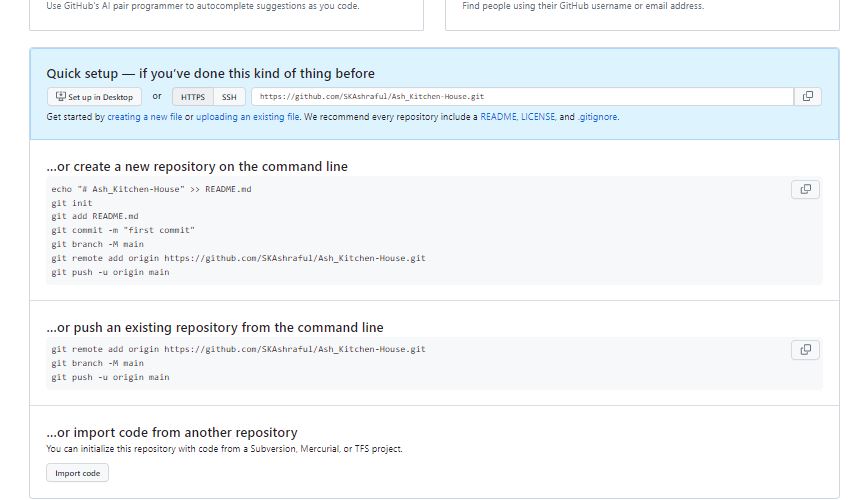 Use GitHub's AI pair programmer to autocomplete suggestions as you code.
Find people using their GitHub username or email address.
Quick setup — if you've done this kind of thing before
Set up in Desktop or HTTPS SSH https://github.com/SKAshraful/Ash_Kitchen-House.git
Get started by creating a new file or uploading an existing file. We recommend every repository include a README, LICENSE, and .gitignore.
...or create a new repository on the command line
echo "# Ash_Kitchen-House" >> README.md
git init
git add README.md
git commit -m "first commit"
git branch -M main
git remote add origin https://github.com/SKAshraful/Ash_Kitchen-House.git
git push -u origin main
...or push an existing repository from the command line
git remote add origin https://github.com/SKAshraful/Ash_Kitchen-House.git
git branch -M main
git push -u origin main
...or import code from another repository
You can initialize this repository with code from a Subversion, Mercurial, or TFS project.
Import code